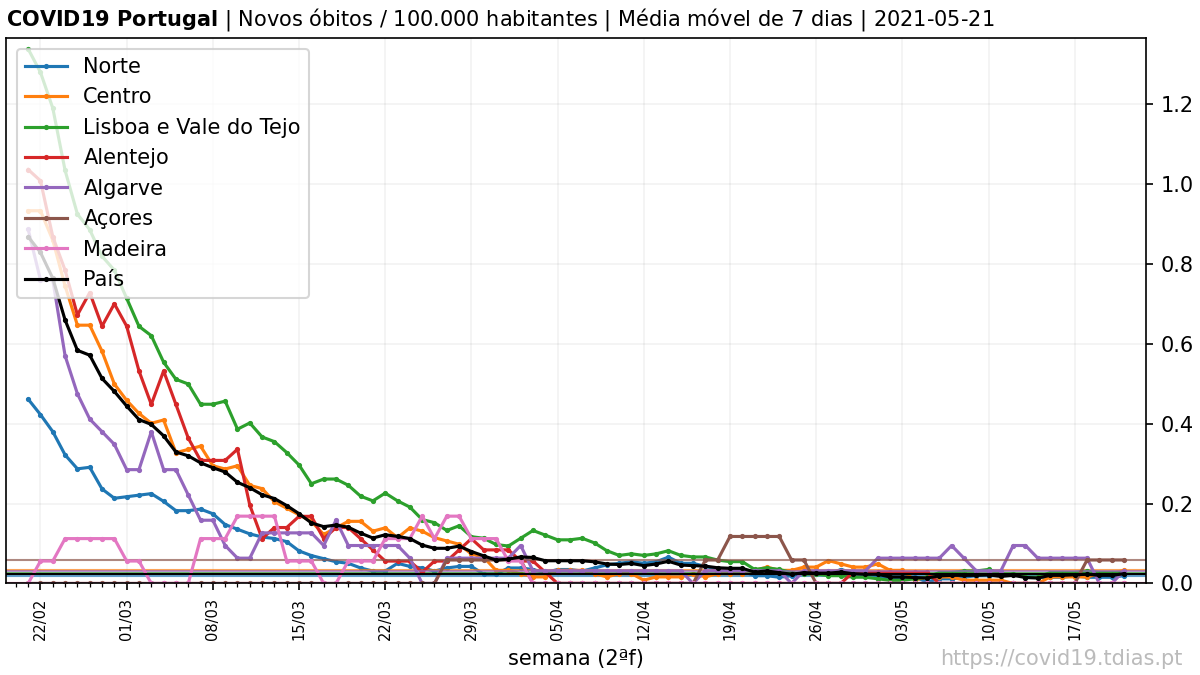 COVID19 Portugal | Novos óbitos / 100.000 habitantes | Média móvel de 7 dias | 2021-05-21
Norte
Centro
Lisboa e Vale do Tejo
Alentejo
Algarve
Açores
Madeira
País
1.2
1.0
0.8
0.6
0.4
0.2
0.0
22/02 01/03 08/03 15/03 22/03 29/03 05/04 12/04 19/04 26/04 03/05 10/05 17/05
semana (2ªf)
https://covid19.tdias.pt